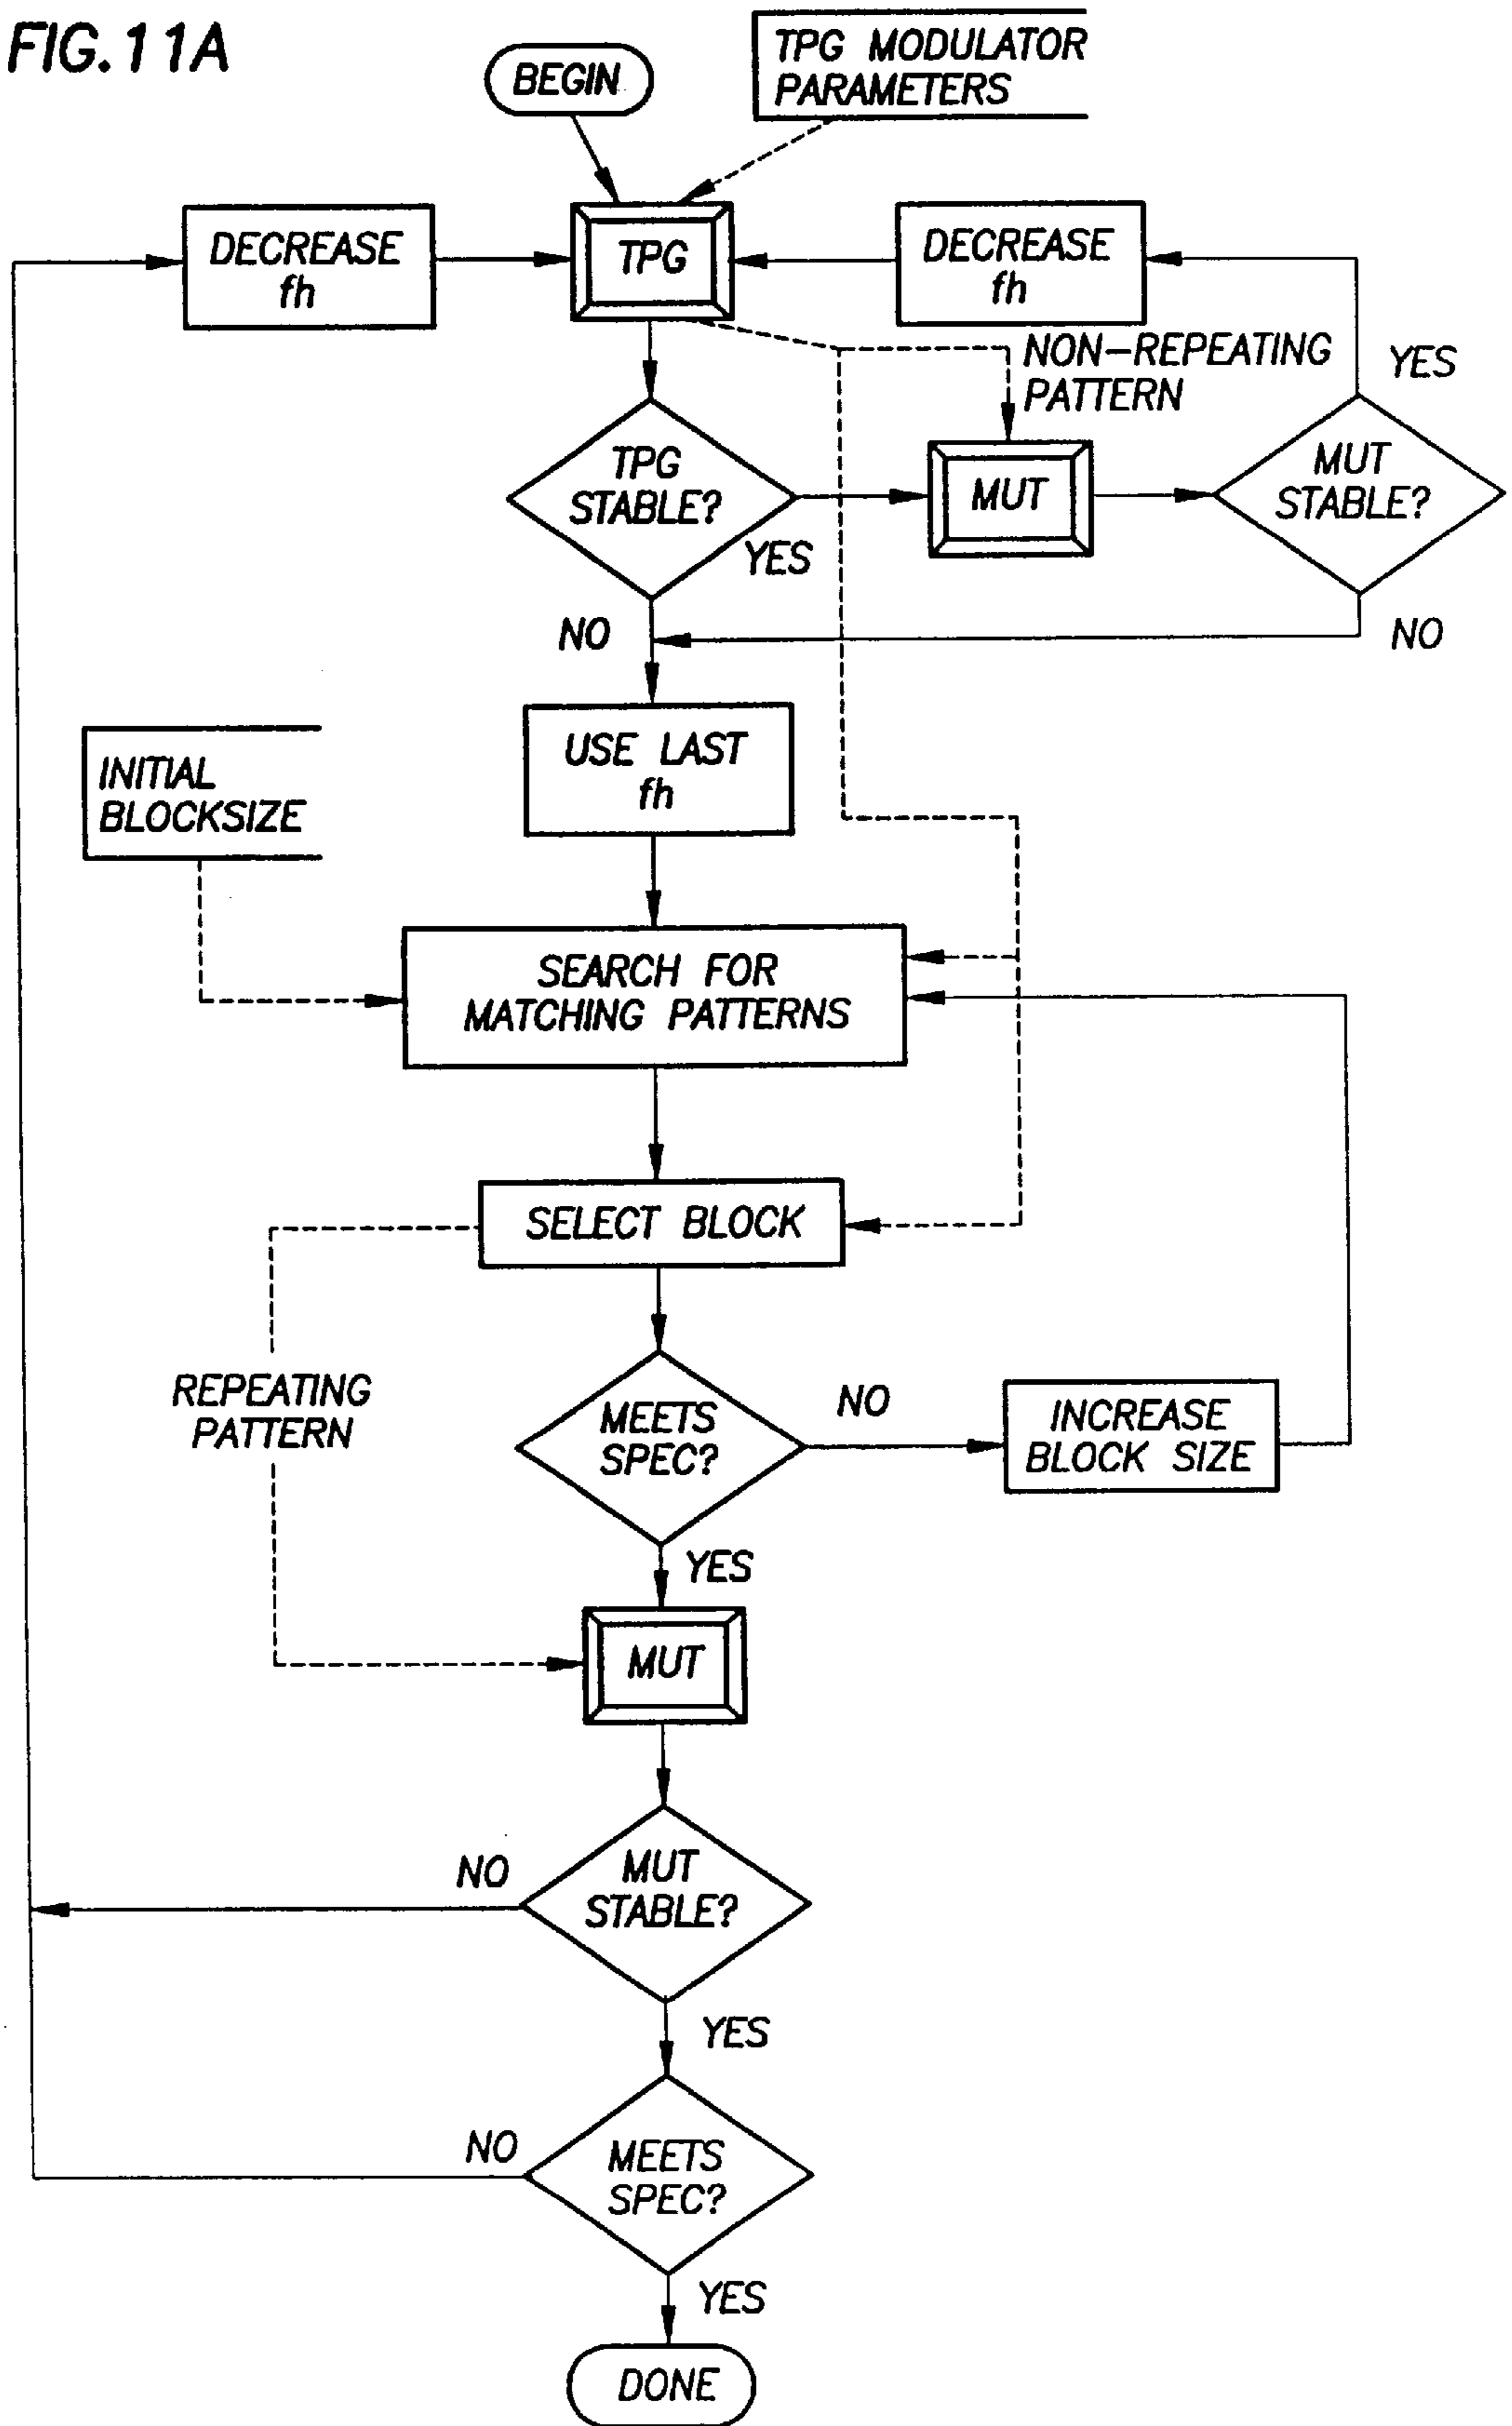 FIG.11A
BEGIN
TPG MODULATOR
PARAMETERS
DECREASE
fh
TPG
DECREASE
fh
NON-REPEATING
PATTERN
YES
TPG
STABLE?
MUT
MUT
STABLE?
YES
NO
NO
USE LAST
fh
INITIAL
BLOCKSIZE
SEARCH FOR
MATCHING PATTERNS
SELECT BLOCK
REPEATING
PATTERN
MEETS
SPEC?
NO
INCREASE
BLOCK SIZE
YES
MUT
NO
MUT
STABLE?
YES
NO
MEETS
SPEC?
YES
DONE